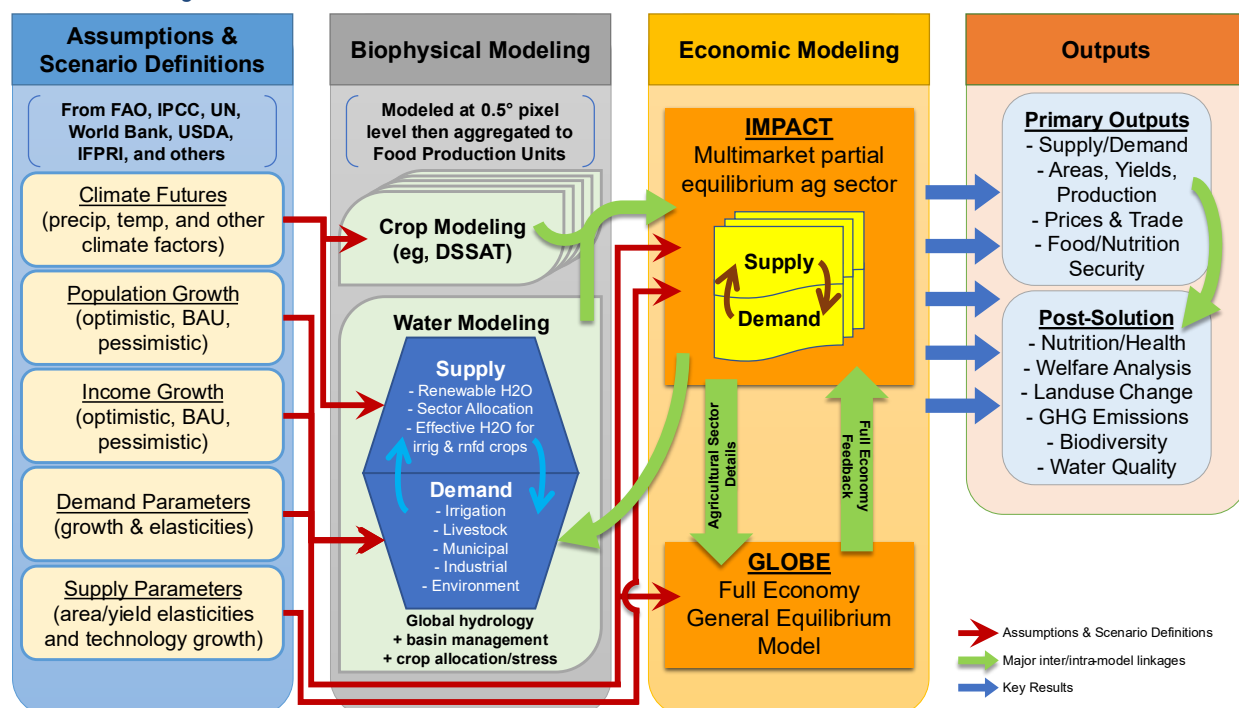 Assumptions &
Scenario Definitions
From FAO, IPCC, UN,
World Bank, USDA,
IFPRI, and others
Climate Futures
(precip, temp, and other
climate factors)
Population Growth
(optimistic, BAU,
pessimistic)
Income Growth
(optimistic, BAU,
pessimistic)
Demand Parameters
(growth & elasticities)
Supply Parameters
(area/yield elasticities
and technology growth)
Biophysical Modeling
Modeled at 0.5° pixel
level then aggregated to
Food Production Units
Crop Modeling
(eg, DSSAT)
Water Modeling
Supply
- Renewable H2O
- Sector Allocation
- Effective H2O for
irrig & rnfd crops
Demand
- Irrigation
- Livestock
- Municipal
- Industrial
- Environment
Global hydrology
+ basin management
+ crop allocation/stress
Economic Modeling
IMPACT
Multimarket partial
equilibrium ag sector
Supply
Demand
Agricultural Sector
Details
Full Economy
Feedback
GLOBE
Full Economy
General Equilibrium
Model
Outputs
Primary Outputs
- Supply/Demand
- Areas, Yields,
Production
- Prices & Trade
- Food/Nutrition
Security
Post-Solution
- Nutrition/Health
- Welfare Analysis
- Landuse Change
- GHG Emissions
- Biodiversity
- Water Quality
Assumptions & Scenario Definitions
Major inter/intra-model linkages
Key Results